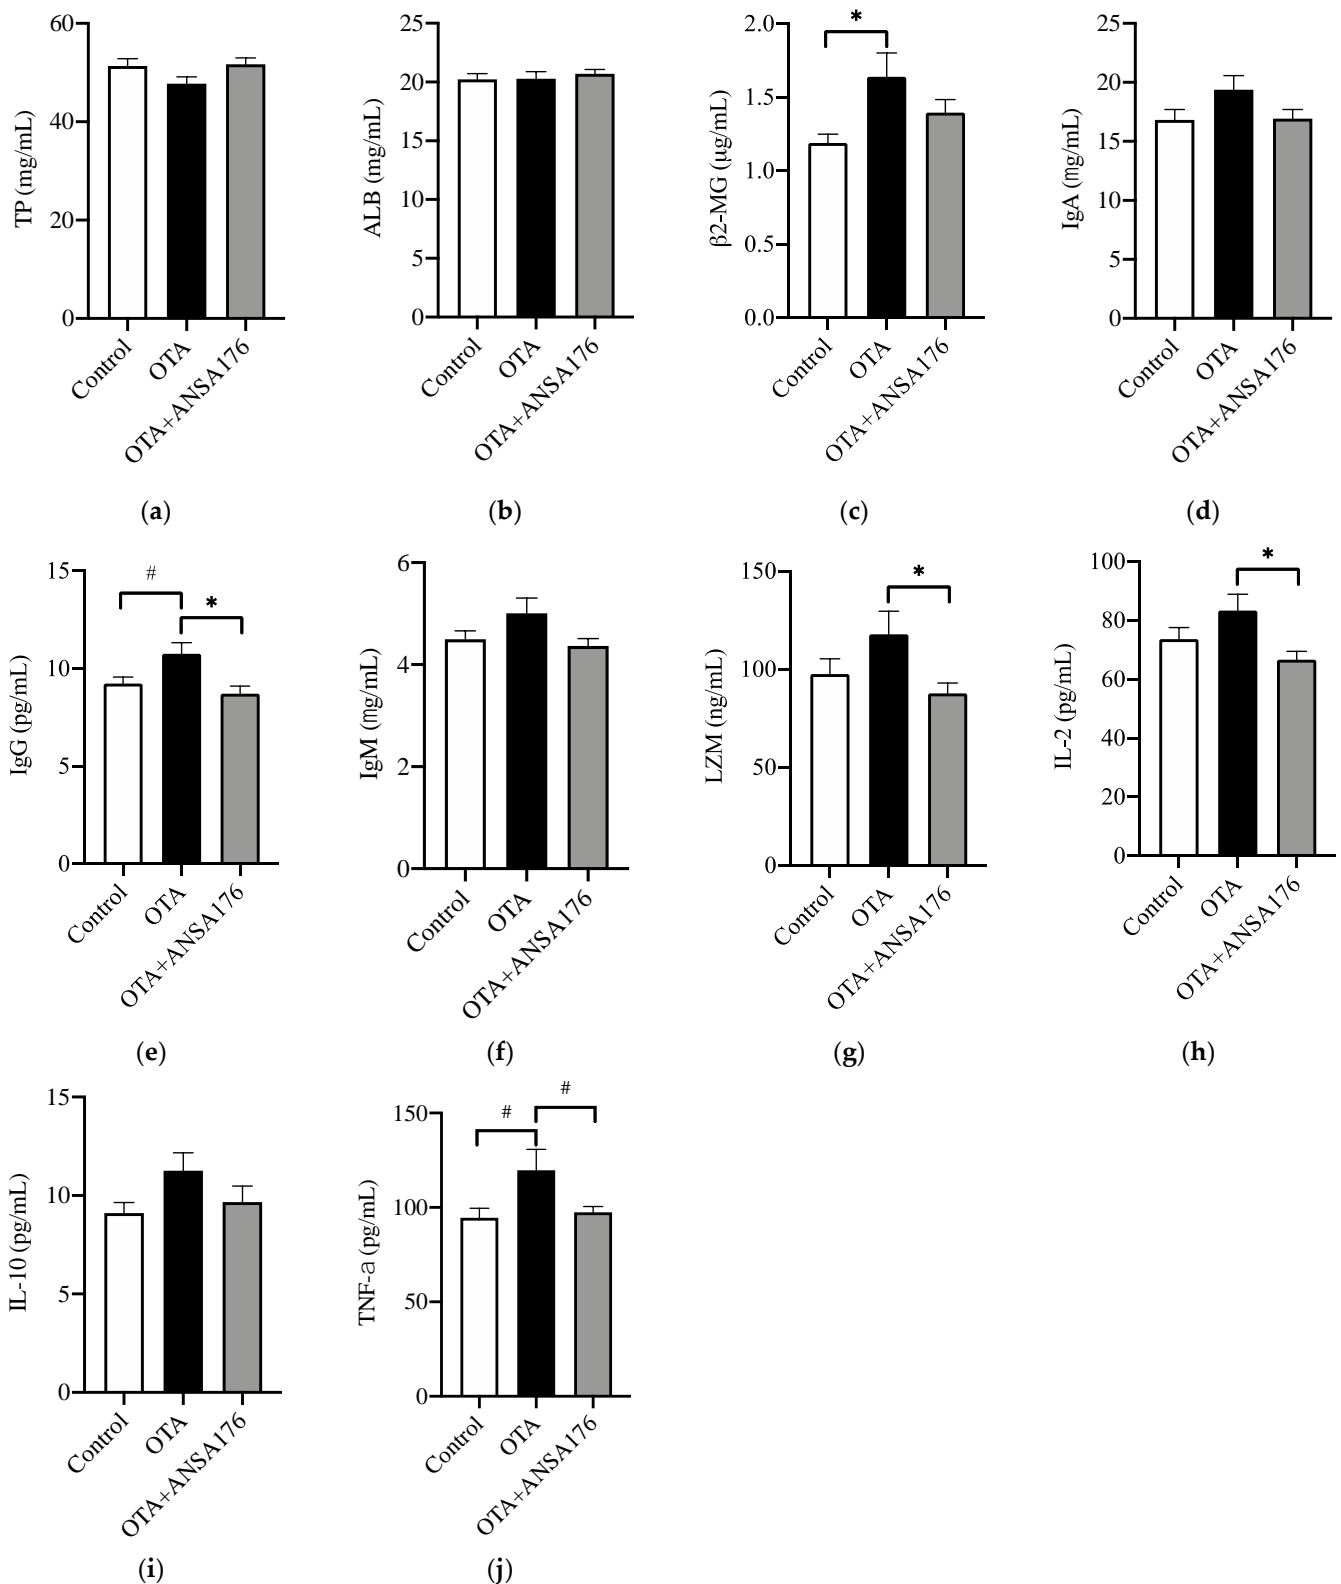 60
40
20
0
TP (mg/mL)
Control
OTA
OTA+ANSA176
(a)
25
20
15
10
5
0
ALB (mg/mL)
Control
OTA
OTA+ANSA176
(b)
2.0
1.5
1.0
0.5
0.0
β2-MG (μg/mL)
*
Control
OTA
OTA+ANSA176
(c)
25
20
15
10
5
0
IgA (mg/mL)
Control
OTA
OTA+ANSA176
(d)
15
10
5
0
IgG (pg/mL)
#
*
Control
OTA
OTA+ANSA176
(e)
6
4
2
0
IgM (mg/mL)
Control
OTA
OTA+ANSA176
(f)
150
100
50
0
LZM (ng/mL)
*
Control
OTA
OTA+ANSA176
(g)
100
80
60
40
20
0
IL-2 (pg/mL)
*
Control
OTA
OTA+ANSA176
(h)
15
10
5
0
IL-10 (pg/mL)
Control
OTA
OTA+ANSA176
(i)
150
100
50
0
TNF-a (pg/mL)
#
#
Control
OTA
OTA+ANSA176
(j)